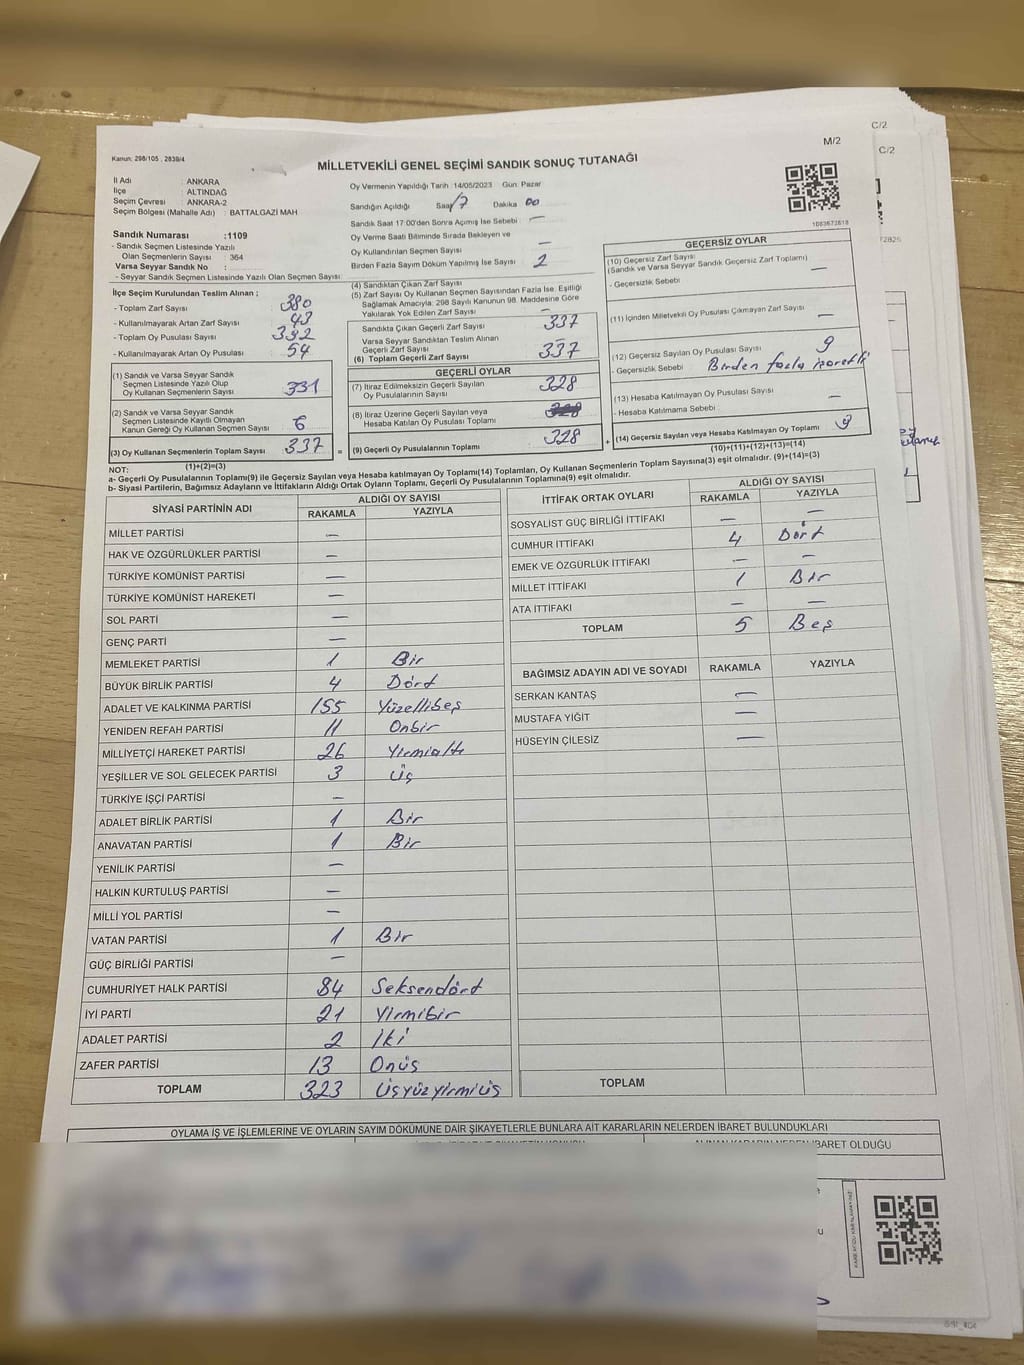 C/2
M/2
C/2
Kanun: 298/105 , 2839/4
MİLLETVEKİLİ GENEL SEÇİMİ SANDIK SONUÇ TUTANAĞI
İl Adı : ANKARA
İlçe : ALTINDAĞ
Seçim Çevresi : ANKARA-2
Seçim Bölgesi (Mahalle Adı) : BATTALGAZİ MAH
Oy Vermenin Yapıldığı Tarih :14/05/2023 Gün: Pazar
Sandığın Açıldığı Saat 17 Dakika 00
Sandık Saat 17:00'den Sonra Açılmış İse Sebebi : —
Oy Verme Saati Bitiminde Sırada Bekleyen ve
Oy Kullandırılan Seçmen Sayısı —
Birden Fazla Sayım Döküm Yapılmış İse Sayısı : 2
1083672818
Sandık Numarası :1109
- Sandık Seçmen Listesinde Yazılı
Olan Seçmenlerin Sayısı : 364
Varsa Seyyar Sandık No :
- Seyyar Sandık Seçmen Listesinde Yazılı Olan Seçmen Sayısı:
İlçe Seçim Kurulundan Teslim Alınan ;
- Toplam Zarf Sayısı : 380
- Kullanılmayarak Artan Zarf Sayısı : 43
- Toplam Oy Pusulası Sayısı : 382
- Kullanılmayarak Artan Oy Pusulası : 54
(1) Sandık ve Varsa Seyyar Sandık
Seçmen Listesinde Yazılı Olup
Oy Kullanan Seçmenlerin Sayısı : 331
(2) Sandık ve Varsa Seyyar Sandık
Seçmen Listesinde Kayıtlı Olmayan
Kanun Gereği Oy Kullanan Seçmen Sayısı : 6
(3) Oy Kullanan Seçmenlerin Toplam Sayısı : 337
(1)+(2)=(3)
(4) Sandıktan Çıkan Zarf Sayısı
(5) Zarf Sayısı Oy Kullanan Seçmen Sayısından Fazla İse, Eşitliği
Sağlamak Amacıyla; 298 Sayılı Kanunun 98. Maddesine Göre
Yakılarak Yok Edilen Zarf Sayısı : —
Sandıkta Çıkan Geçerli Zarf Sayısı 337
Varsa Seyyar Sandıktan Teslim Alınan
Geçerli Zarf Sayısı —
(6) Toplam Geçerli Zarf Sayısı 337
GEÇERLİ OYLAR
(7) İtiraz Edilmeksizin Geçerli Sayılan
Oy Pusulalarının Sayısı 328
(8) İtiraz Üzerine Geçerli Sayılan veya
Hesaba Katılan Oy Pusulası Toplamı
= (9) Geçerli Oy Pusulalarının Toplamı 328 +
GEÇERSİZ OYLAR
(10) Geçersiz Zarf Sayısı
(Sandık ve Varsa Seyyar Sandık Geçersiz Zarf Toplamı) —
- Geçersizlik Sebebi :
(11) İçinden Milletvekili Oy Pusulası Çıkmayan Zarf Sayısı —
(12) Geçersiz Sayılan Oy Pusulası Sayısı 9
- Geçersizlik Sebebi : Birden fazla işaretli
(13) Hesaba Katılmayan Oy Pusulası Sayısı —
- Hesaba Katılmama Sebebi :
(14) Geçersiz Sayılan veya Hesaba Katılmayan Oy Toplamı 9
(10)+(11)+(12)+(13)=(14)
NOT:
a- Geçerli Oy Pusulalarının Toplamı(9) ile Geçersiz Sayılan veya Hesaba katılmayan Oy Toplamı(14) Toplamları, Oy Kullanan Seçmenlerin Toplam Sayısına(3) eşit olmalıdır. (9)+(14)=(3)
b- Siyasi Partilerin, Bağımsız Adayların ve İttifakların Aldığı Ortak Oyların Toplamı, Geçerli Oy Pusulalarının Toplamına(9) eşit olmalıdır.
SİYASİ PARTİNİN ADI ALDIĞI OY SAYISI
RAKAMLA YAZIYLA
MİLLET PARTİSİ —
HAK VE ÖZGÜRLÜKLER PARTİSİ —
TÜRKİYE KOMÜNİST PARTİSİ —
TÜRKİYE KOMÜNİST HAREKETİ —
SOL PARTİ —
GENÇ PARTİ —
MEMLEKET PARTİSİ 1 Bir
BÜYÜK BİRLİK PARTİSİ 4 Dört
ADALET VE KALKINMA PARTİSİ 155 Yüzellibeş
YENİDEN REFAH PARTİSİ 11 Onbir
MİLLİYETÇİ HAREKET PARTİSİ 26 Yirmialtı
YEŞİLLER VE SOL GELECEK PARTİSİ 3 Üç
TÜRKİYE İŞÇİ PARTİSİ —
ADALET BİRLİK PARTİSİ 1 Bir
ANAVATAN PARTİSİ 1 Bir
YENİLİK PARTİSİ —
HALKIN KURTULUŞ PARTİSİ —
MİLLİ YOL PARTİSİ —
VATAN PARTİSİ 1 Bir
GÜÇ BİRLİĞİ PARTİSİ —
CUMHURİYET HALK PARTİSİ 84 Seksendört
İYİ PARTİ 21 Yirmibir
ADALET PARTİSİ 2 İki
ZAFER PARTİSİ 13 Onüç
TOPLAM 323 Üçyüzyirmiüç
İTTİFAK ORTAK OYLARI ALDIĞI OY SAYISI
RAKAMLA YAZIYLA
SOSYALİST GÜÇ BİRLİĞİ İTTİFAKI — —
CUMHUR İTTİFAKI 4 Dört
EMEK VE ÖZGÜRLÜK İTTİFAKI — —
MİLLET İTTİFAKI 1 Bir
ATA İTTİFAKI — —
TOPLAM 5 Beş
BAĞIMSIZ ADAYIN ADI VE SOYADI RAKAMLA YAZIYLA
SERKAN KANTAŞ —
MUSTAFA YİĞİT —
HÜSEYİN ÇİLESİZ —
TOPLAM
OYLAMA İŞ VE İŞLEMLERİNE VE OYLARIN SAYIM DÖKÜMÜNE DAİR ŞİKAYETLERLE BUNLARA AİT KARARLARIN NELERDEN İBARET BULUNDUKLARI
ALINAN KARARIN NEDEN İBARET OLDUĞU